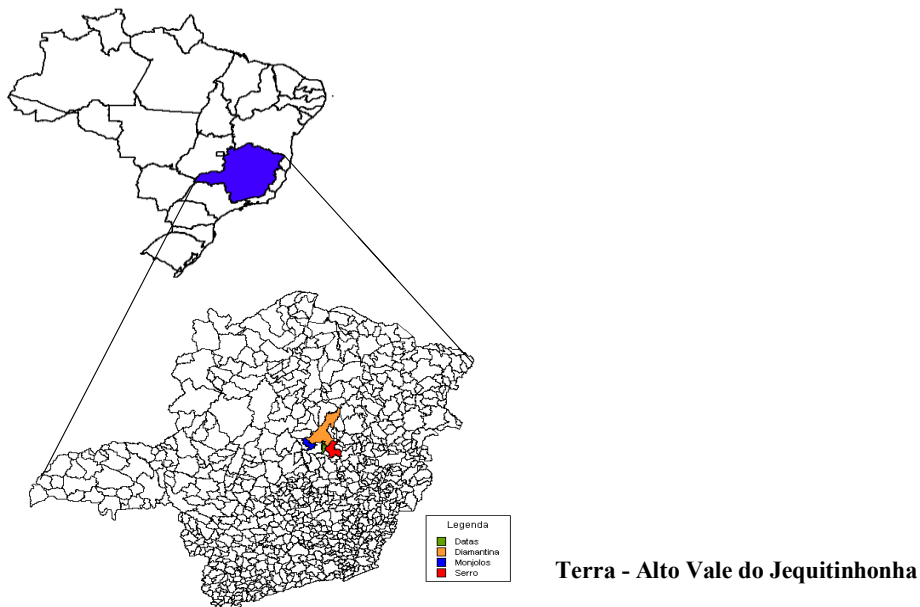 Legenda
Datas
Diamantina
Monjolos
Serro
Terra - Alto Vale do Jequitinhonha